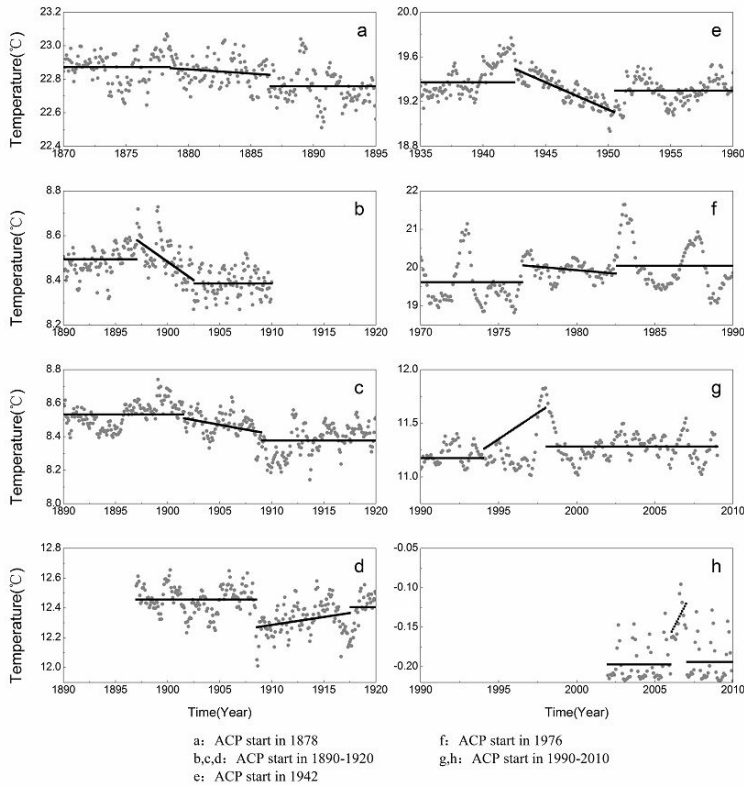 a
Temperature(℃)
23.2
23.0
22.8
22.6
22.4
1870 1875 1880 1885 1890 1895
e
20.0
19.6
19.2
18.8
1935 1940 1945 1950 1955 1960
b
Temperature(℃)
8.8
8.6
8.4
8.2
1890 1895 1900 1905 1910 1915 1920
f
22
21
20
19
1970 1975 1980 1985 1990
c
Temperature(℃)
8.8
8.6
8.4
8.2
8.0
1890 1895 1900 1905 1910 1915 1920
g
12.0
11.5
11.0
1990 1995 2000 2005 2010
d
Temperature(℃)
12.8
12.6
12.4
12.2
12.0
1890 1895 1900 1905 1910 1915 1920
Time(Year)
h
-0.05
-0.10
-0.15
-0.20
1990 1995 2000 2005 2010
Time(Year)
a: ACP start in 1878
b,c,d: ACP start in 1890-1920
e: ACP start in 1942
f: ACP start in 1976
g,h: ACP start in 1990-2010